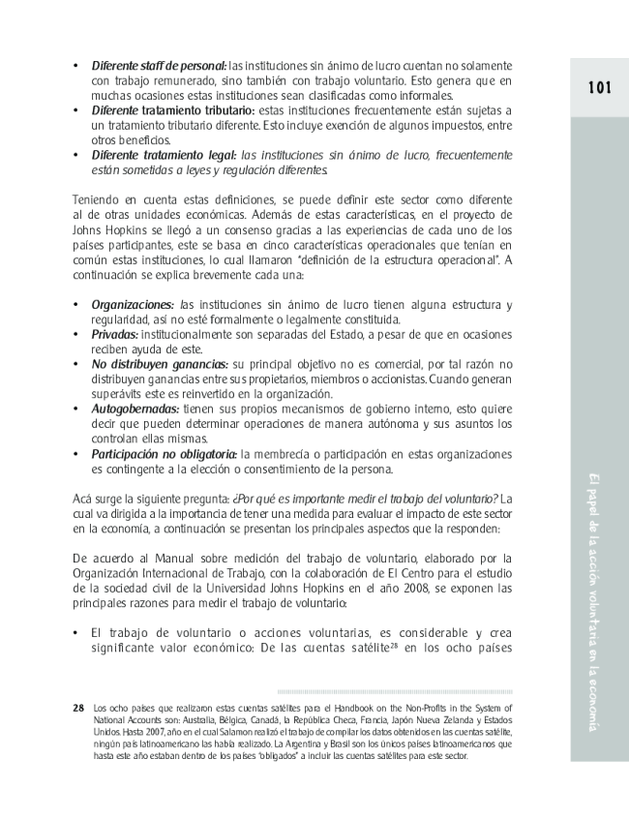 • Diferente staff de personal: las instituciones sin ánimo de lucro cuentan no solamente
con trabajo remunerado, sino también con trabajo voluntario. Esto genera que en
muchas ocasiones estas instituciones sean clasificadas como informales.
• Diferente tratamiento tributario: estas instituciones frecuentemente están sujetas a
un tratamiento tributario diferente. Esto incluye exención de algunos impuestos, entre
otros beneficios.
• Diferente tratamiento legal: las instituciones sin ánimo de lucro, frecuentemente
están sometidas a leyes y regulación diferentes.
Teniendo en cuenta estas definiciones, se puede definir este sector como diferente
al de otras unidades económicas. Además de estas características, en el proyecto de
Johns Hopkins se llegó a un consenso gracias a las experiencias de cada uno de los
países participantes, este se basa en cinco características operacionales que tenían en
común estas instituciones, lo cual llamaron “definición de la estructura operacional”. A
continuación se explica brevemente cada una:
• Organizaciones: las instituciones sin ánimo de lucro tienen alguna estructura y
regularidad, así no esté formalmente o legalmente constituida.
• Privadas: institucionalmente son separadas del Estado, a pesar de que en ocasiones
reciben ayuda de este.
• No distribuyen ganancias: su principal objetivo no es comercial, por tal razón no
distribuyen ganancias entre sus propietarios, miembros o accionistas. Cuando generan
superávits este es reinvertido en la organización.
• Autogobernadas: tienen sus propios mecanismos de gobierno interno, esto quiere
decir que pueden determinar operaciones de manera autónoma y sus asuntos los
controlan ellas mismas.
• Participación no obligatoria: la membrecía o participación en estas organizaciones
es contingente a la elección o consentimiento de la persona.
Acá surge la siguiente pregunta: ¿Por qué es importante medir el trabajo del voluntario? La
cual va dirigida a la importancia de tener una medida para evaluar el impacto de este sector
en la economía, a continuación se presentan los principales aspectos que la responden:
De acuerdo al Manual sobre medición del trabajo de voluntario, elaborado por la
Organización Internacional de Trabajo, con la colaboración de El Centro para el estudio
de la sociedad civil de la Universidad Johns Hopkins en el año 2008, se exponen las
principales razones para medir el trabajo de voluntario:
• El trabajo de voluntario o acciones voluntarias, es considerable y crea
significante valor económico: De las cuentas satélite28 en los ocho países
28 Los ocho países que realizaron estas cuentas satélites para el Handbook on the Non-Profits in the System of
National Accounts son: Australia, Bélgica, Canadá, la República Checa, Francia, Japón Nueva Zelanda y Estados
Unidos. Hasta 2007, año en el cual Salamon realizó el trabajo de compilar los datos obtenidos en las cuentas satélite,
ningún país latinoamericano las había realizado. La Argentina y Brasil son los únicos países latinoamericanos que
hasta este año estaban dentro de los países “obligados” a incluir las cuentas satélites para este sector.
101
El papel de la acción voluntaria en la economía